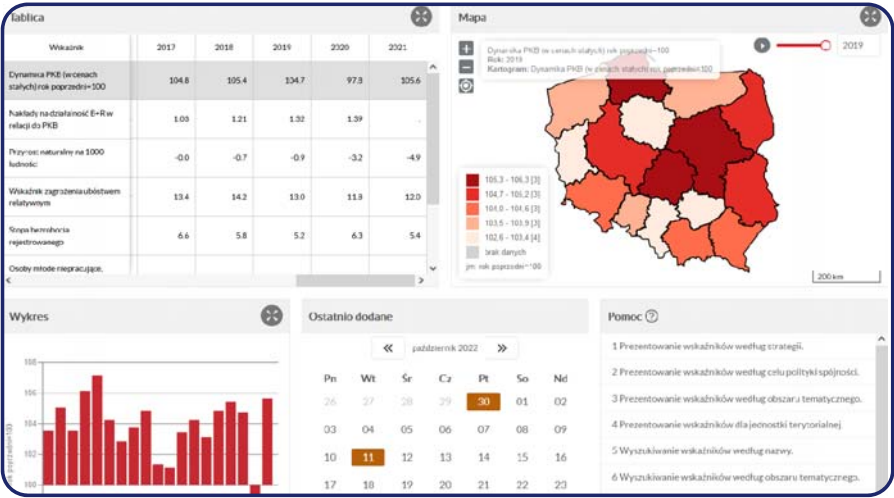 Tablica
Wskaźnik 2017 2018 2019 2020 2021
Dynamika PKB (w cenach
stałych) rok poprzedni=100 104.8 105.4 104.7 97.3 105.6
Nakłady na działalność B+R w
relacji do PKB 1.03 1.21 1.32 1.39 .
Przyrost naturalny na 1000
ludności -0.0 -0.7 -0.9 -3.2 -4.9
Wskaźnik zagrożenia ubóstwem
relatywnym 13.4 14.2 13.0 11.8 12.0
Stopa bezrobocia
rejestrowanego 6.6 5.8 5.2 6.3 5.4
Osoby młode niepracujące,
Mapa
Dynamika PKB (w cenach stałych) rok poprzedni=100
Rok: 2019
Kartogram: Dynamika PKB (w cenach stałych) rok poprzedni=100
2019
105,3 - 106,3 [3]
104,7 - 105,2 [3]
104,0 - 104,6 [3]
103,5 - 103,9 [3]
102,6 - 103,4 [4]
brak danych
jm: rok poprzedni=100
200 km
Wykres
108
106
104
102
100
rok poprzedni=100
Ostatnio dodane
październik 2022
Pn Wt Śr Cz Pt So Nd
26 27 28 29 30 01 02
03 04 05 06 07 08 09
10 11 12 13 14 15 16
17 18 19 20 21 22 23
Pomoc
1 Prezentowanie wskaźników według strategii.
2 Prezentowanie wskaźników według celu polityki spójności.
3 Prezentowanie wskaźników według obszaru tematycznego.
4 Prezentowanie wskaźników dla jednostki terytorialnej
5 Wyszukiwanie wskaźników według nazwy.
6 Wyszukiwanie wskaźników według obszaru tematycznego.